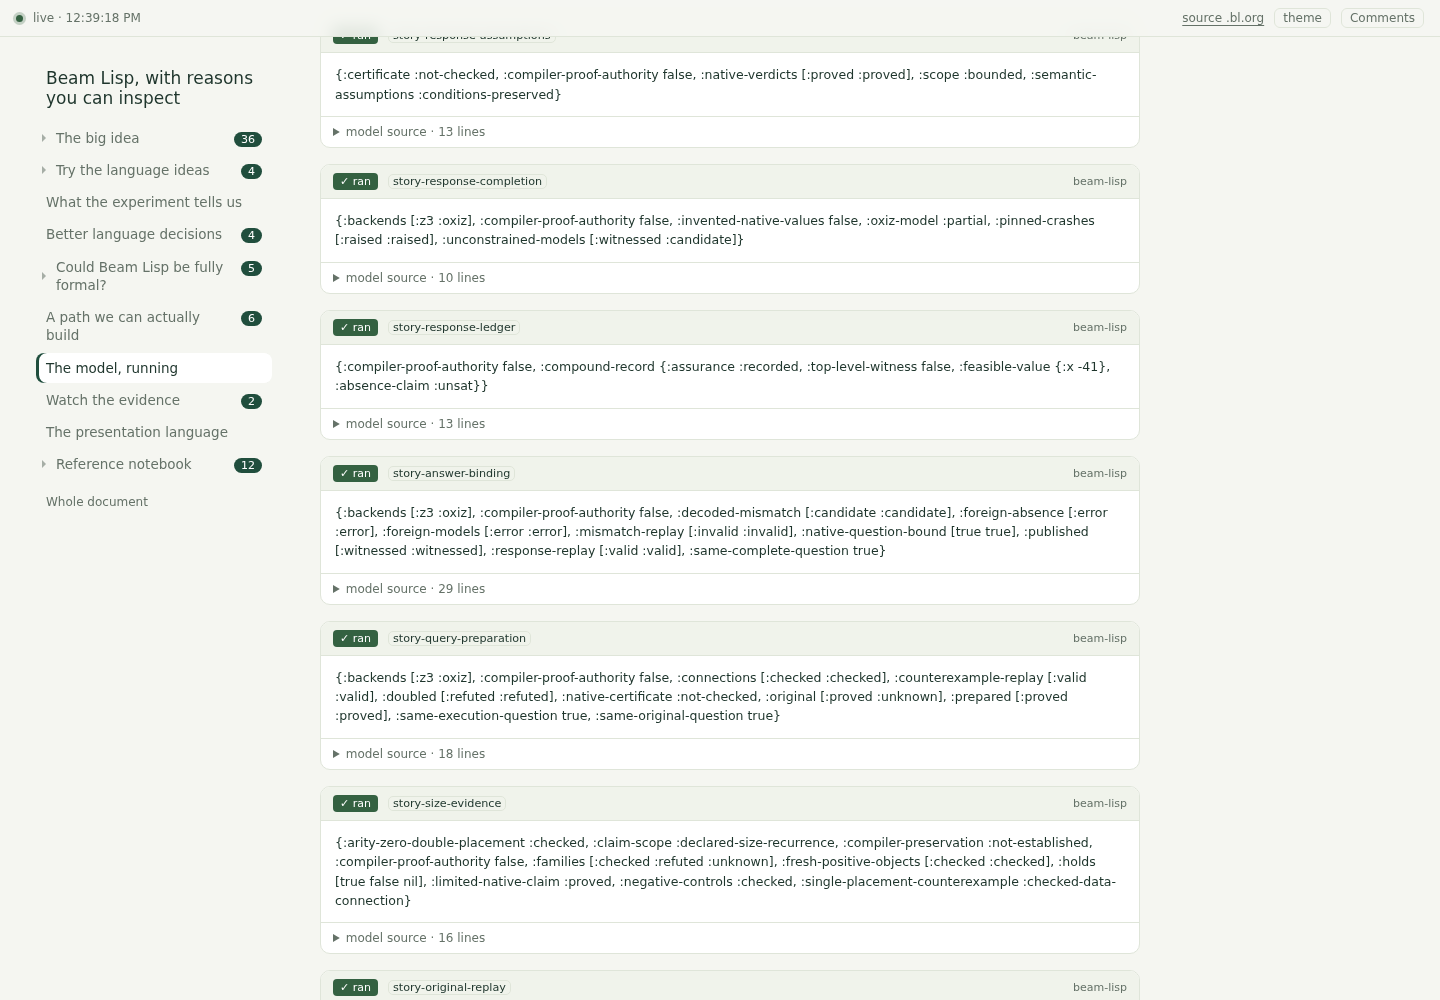 live · 12:39:18 PM
source .bl.org
theme
Comments
Beam Lisp, with reasons
you can inspect
The big idea
36
Try the language ideas
4
What the experiment tells us
Better language decisions
4
Could Beam Lisp be fully
formal?
5
A path we can actually
build
6
The model, running
Watch the evidence
2
The presentation language
Reference notebook
12
Whole document
✓ ran story-response-assumptions beam-lisp
{:certificate :not-checked, :compiler-proof-authority false, :native-verdicts [:proved :proved], :scope :bounded, :semantic-
assumptions :conditions-preserved}
model source · 13 lines
✓ ran story-response-completion beam-lisp
{:backends [:z3 :oxiz], :compiler-proof-authority false, :invented-native-values false, :oxiz-model :partial, :pinned-crashes
[:raised :raised], :unconstrained-models [:witnessed :candidate]}
model source · 10 lines
✓ ran story-response-ledger beam-lisp
{:compiler-proof-authority false, :compound-record {:assurance :recorded, :top-level-witness false, :feasible-value {:x -41},
:absence-claim :unsat}}
model source · 13 lines
✓ ran story-answer-binding beam-lisp
{:backends [:z3 :oxiz], :compiler-proof-authority false, :decoded-mismatch [:candidate :candidate], :foreign-absence [:error
:error], :foreign-models [:error :error], :mismatch-replay [:invalid :invalid], :native-question-bound [true true], :published
[:witnessed :witnessed], :response-replay [:valid :valid], :same-complete-question true}
model source · 29 lines
✓ ran story-query-preparation beam-lisp
{:backends [:z3 :oxiz], :compiler-proof-authority false, :connections [:checked :checked], :counterexample-replay [:valid
:valid], :doubled [:refuted :refuted], :native-certificate :not-checked, :original [:proved :unknown], :prepared [:proved
:proved], :same-execution-question true, :same-original-question true}
model source · 18 lines
✓ ran story-size-evidence beam-lisp
{:arity-zero-double-placement :checked, :claim-scope :declared-size-recurrence, :compiler-preservation :not-established,
:compiler-proof-authority false, :families [:checked :refuted :unknown], :fresh-positive-objects [:checked :checked], :holds
[true false nil], :limited-native-claim :proved, :negative-controls :checked, :single-placement-counterexample :checked-data-
connection}
model source · 16 lines
✓ ran story-original-replay beam-lisp